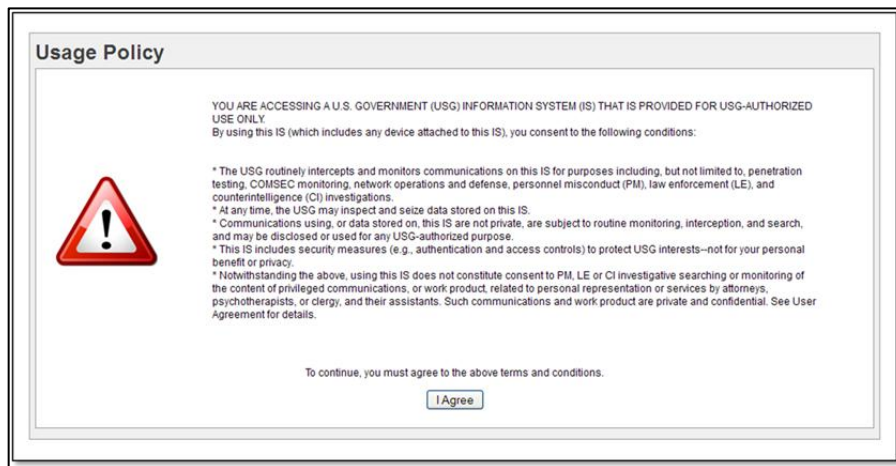 Usage Policy
YOU ARE ACCESSING A U.S. GOVERNMENT (USG) INFORMATION SYSTEM (IS) THAT IS PROVIDED FOR USG-AUTHORIZED
USE ONLY.
By using this IS (which includes any device attached to this IS), you consent to the following conditions:
* The USG routinely intercepts and monitors communications on this IS for purposes including, but not limited to, penetration
testing, COMSEC monitoring, network operations and defense, personnel misconduct (PM), law enforcement (LE), and
counterintelligence (CI) investigations.
* At any time, the USG may inspect and seize data stored on this IS.
* Communications using, or data stored on, this IS are not private, are subject to routine monitoring, interception, and search,
and may be disclosed or used for any USG-authorized purpose.
* This IS includes security measures (e.g., authentication and access controls) to protect USG interests--not for your personal
benefit or privacy.
* Notwithstanding the above, using this IS does not constitute consent to PM, LE or CI investigative searching or monitoring of
the content of privileged communications, or work product, related to personal representation or services by attorneys,
psychotherapists, or clergy, and their assistants. Such communications and work product are private and confidential. See User
Agreement for details.
To continue, you must agree to the above terms and conditions.
I Agree